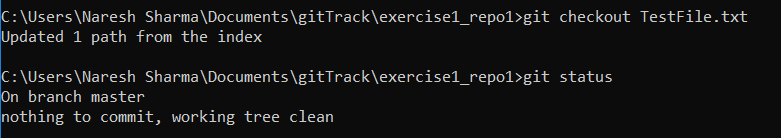 C:\Users\Naresh Sharma\Documents\gitTrack\exercise1_repo1>git checkout TestFile.txt
Updated 1 path from the index
C:\Users\Naresh Sharma\Documents\gitTrack\exercise1_repo1>git status
On branch master
nothing to commit, working tree clean